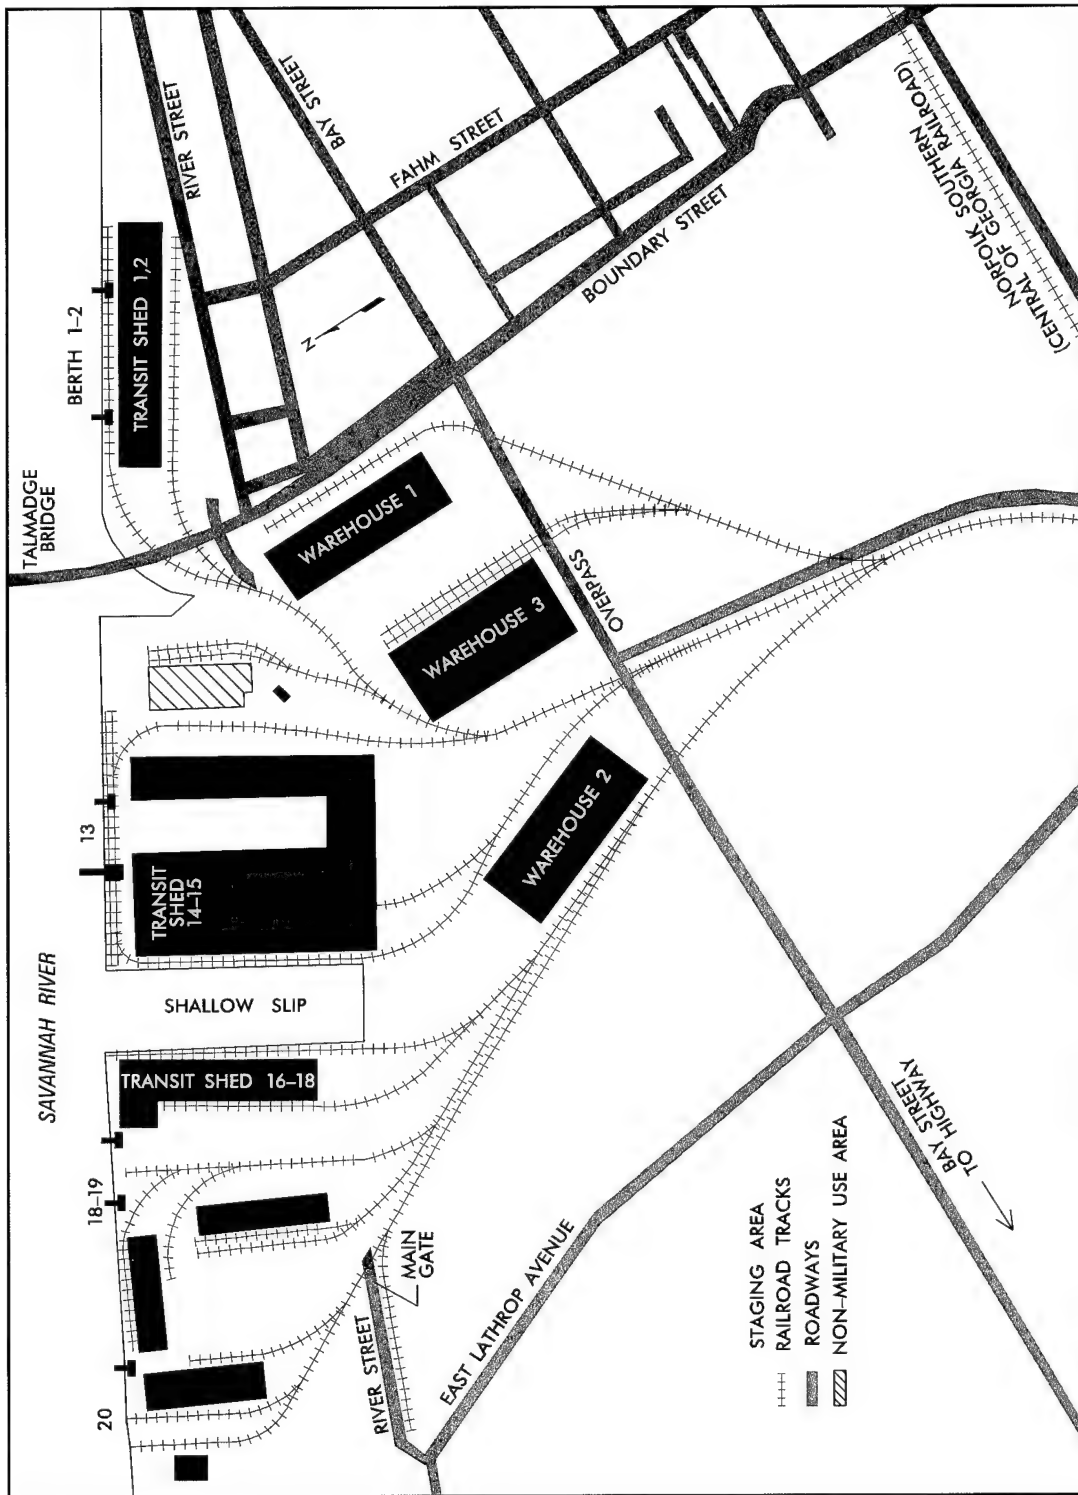 SAVANNAH RIVER
TALMADGE
BRIDGE
BERTH 1-2
TRANSIT SHED 1,2
RIVER STREET
BAY STREET
FAHM STREET
BOUNDARY STREET
NORFOLK SOUTHERN
(CENTRAL OF GEORGIA RAILROAD)
N
WAREHOUSE 1
WAREHOUSE 3
OVERPASS
WAREHOUSE 2
13
TRANSIT
SHED
14-15
SHALLOW SLIP
TRANSIT SHED 16-18
18-19
20
MAIN
GATE
RIVER STREET
EAST LATHROP AVENUE
BAY STREET
TO HIGHWAY
STAGING AREA
RAILROAD TRACKS
ROADWAYS
NON-MILITARY USE AREA